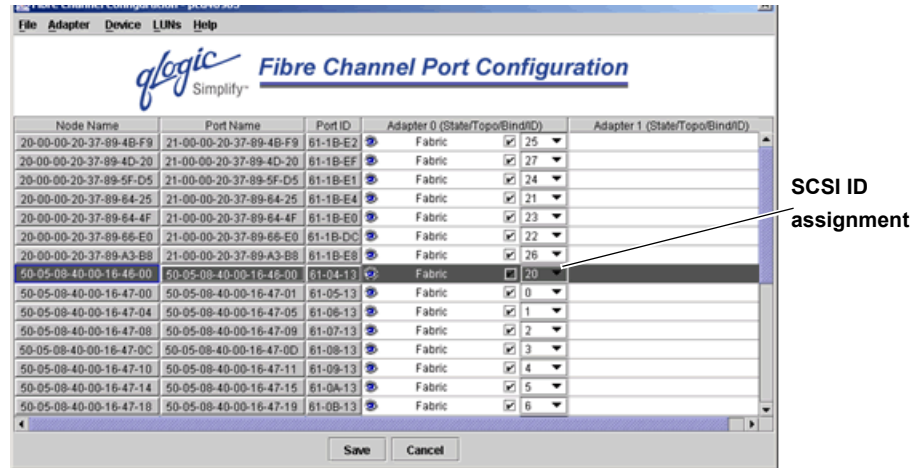 Fibre Channel Configuration - pc040983
File Adapter Device LUNs Help
qlogic Simplify™ Fibre Channel Port Configuration
Node Name Port Name Port ID Adapter 0 (State/Topo/Bind/ID) Adapter 1 (State/Topo/Bind/ID)
20-00-00-20-37-89-4B-F9 21-00-00-20-37-89-4B-F9 61-1B-E2 Fabric 25
20-00-00-20-37-89-4D-20 21-00-00-20-37-89-4D-20 61-1B-EF Fabric 27
20-00-00-20-37-89-5F-D5 21-00-00-20-37-89-5F-D5 61-1B-E1 Fabric 24
20-00-00-20-37-89-64-25 21-00-00-20-37-89-64-25 61-1B-E4 Fabric 21
20-00-00-20-37-89-64-4F 21-00-00-20-37-89-64-4F 61-1B-E0 Fabric 23
20-00-00-20-37-89-66-E0 21-00-00-20-37-89-66-E0 61-1B-DC Fabric 22
20-00-00-20-37-89-A3-B8 21-00-00-20-37-89-A3-B8 61-1B-E8 Fabric 26
50-05-08-40-00-16-46-00 50-05-08-40-00-16-46-00 61-04-13 Fabric 20
50-05-08-40-00-16-47-00 50-05-08-40-00-16-47-01 61-05-13 Fabric 0
50-05-08-40-00-16-47-04 50-05-08-40-00-16-47-05 61-06-13 Fabric 1
50-05-08-40-00-16-47-08 50-05-08-40-00-16-47-09 61-07-13 Fabric 2
50-05-08-40-00-16-47-0C 50-05-08-40-00-16-47-0D 61-08-13 Fabric 3
50-05-08-40-00-16-47-10 50-05-08-40-00-16-47-11 61-09-13 Fabric 4
50-05-08-40-00-16-47-14 50-05-08-40-00-16-47-15 61-0A-13 Fabric 5
50-05-08-40-00-16-47-18 50-05-08-40-00-16-47-19 61-0B-13 Fabric 6
Save Cancel
SCSI ID
assignment